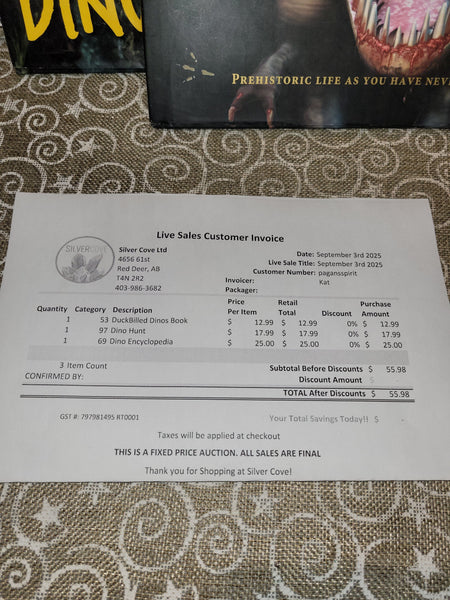 DINO
PREHISTORIC LIFE AS YOU HAVE NEVE
Live Sales Customer Invoice
SILVERCOVE
Silver Cove Ltd
4656 61st
Red Deer, AB
T4N 2R2
403-986-3682
Date: September 3rd 2025
Live Sale Title: September 3rd 2025
Customer Number: pagansspirit
Invoicer: Kat
Packager:
Quantity Category Description Price Per Item Retail Total Discount Purchase Amount
1 53 DuckBilled Dinos Book $ 12.99 $ 12.99 0% $ 12.99
1 97 Dino Hunt $ 17.99 $ 17.99 0% $ 17.99
1 69 Dino Encyclopedia $ 25.00 $ 25.00 0% $ 25.00
3 Item Count Subtotal Before Discounts $ 55.98
CONFIRMED BY: Discount Amount $ -
TOTAL After Discounts $ 55.98
GST #: 797981495 RT0001 Your Total Savings Today!! $ -
Taxes will be applied at checkout
THIS IS A FIXED PRICE AUCTION. ALL SALES ARE FINAL
Thank you for Shopping at Silver Cove!